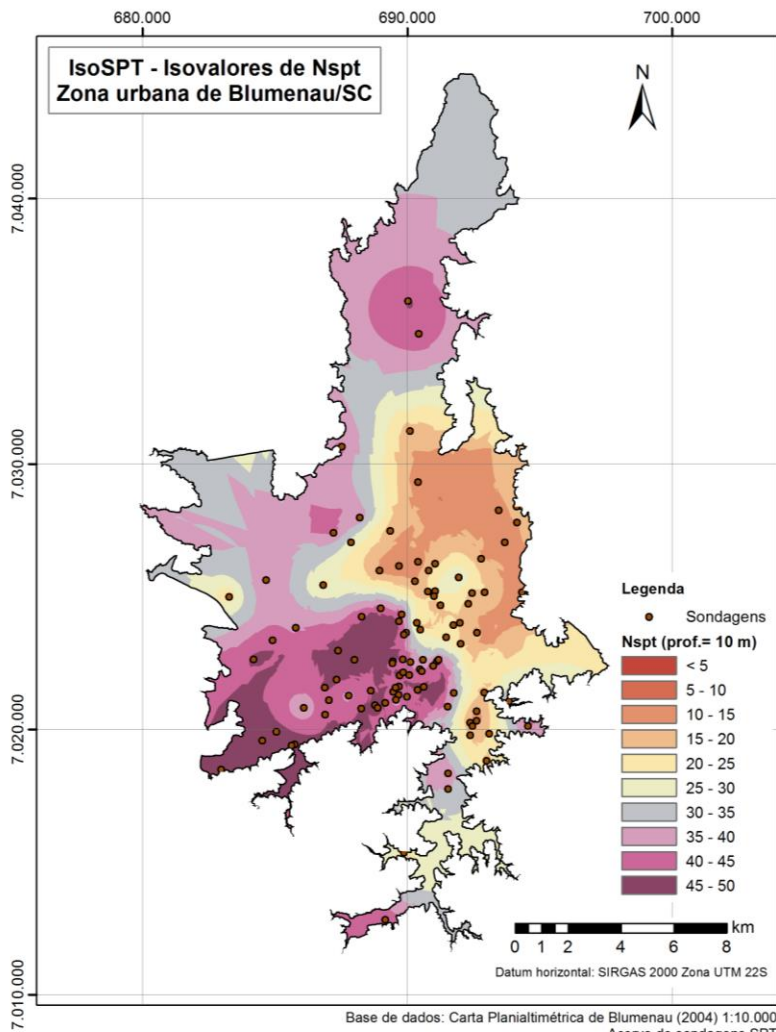 680.000 690.000 700.000
IsoSPT - Isovalores de Nspt
Zona urbana de Blumenau/SC
N
7.040.000
7.030.000
7.020.000
7.010.000
Legenda
Sondagens
Nspt (prof.= 10 m)
< 5
5 - 10
10 - 15
15 - 20
20 - 25
25 - 30
30 - 35
35 - 40
40 - 45
45 - 50
km
0 1 2 4 6 8
Datum horizontal: SIRGAS 2000 Zona UTM 22S
Base de dados: Carta Planialtimétrica de Blumenau (2004) 1:10.000
Acervo de sondagens SPT